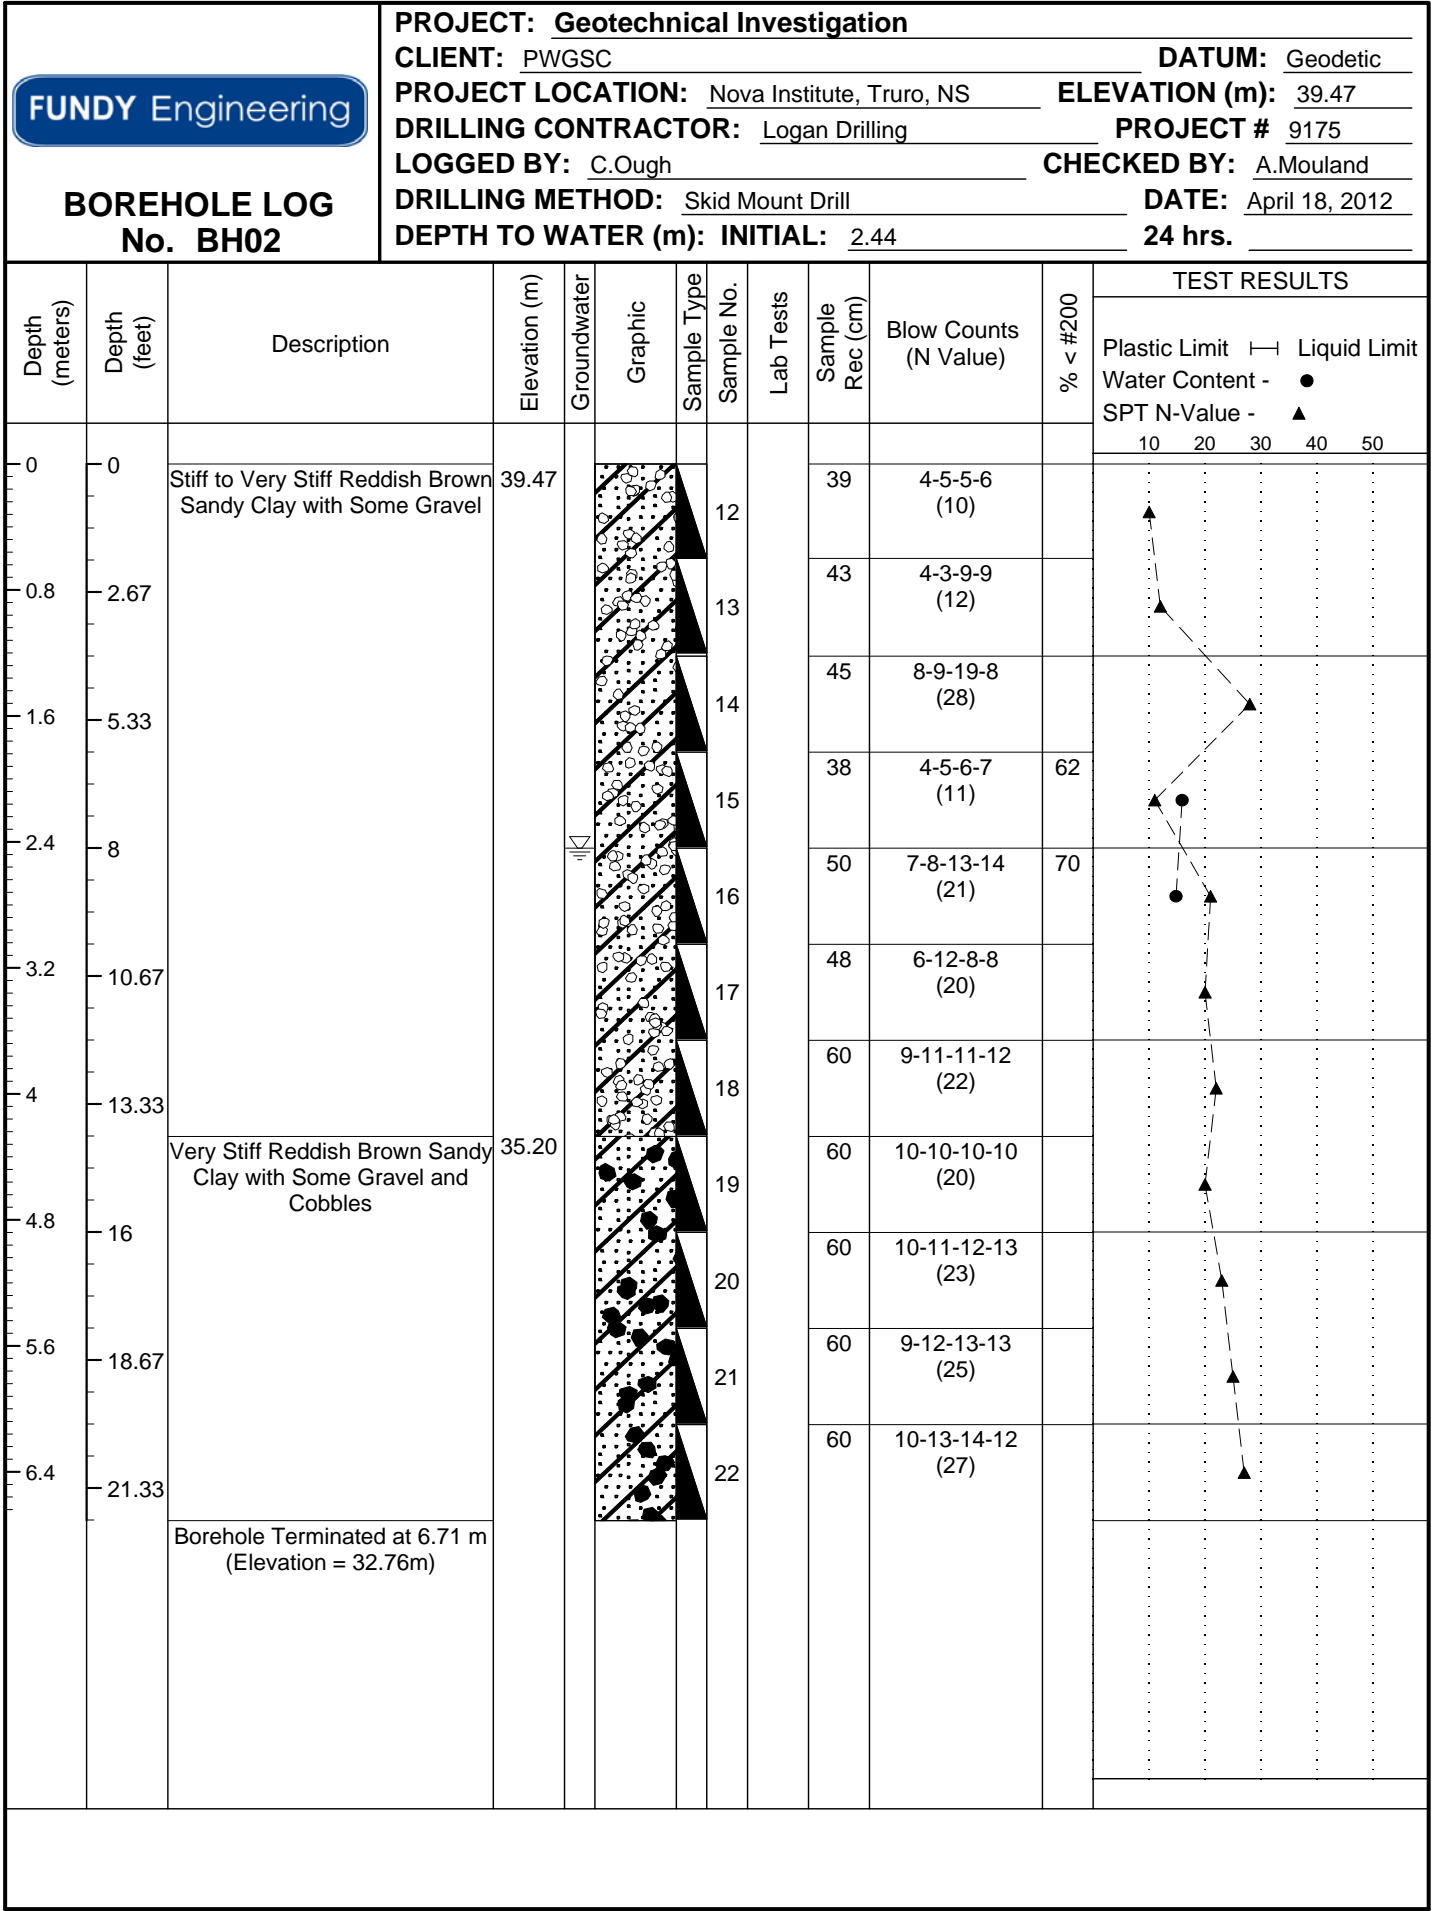 FUNDY Engineering
BOREHOLE LOG
No. BH02
PROJECT: Geotechnical Investigation
CLIENT: PWGSC DATUM: Geodetic
PROJECT LOCATION: Nova Institute, Truro, NS ELEVATION (m): 39.47
DRILLING CONTRACTOR: Logan Drilling PROJECT # 9175
LOGGED BY: C.Ough CHECKED BY: A.Mouland
DRILLING METHOD: Skid Mount Drill DATE: April 18, 2012
DEPTH TO WATER (m): INITIAL: 2.44 24 hrs.
Depth (meters)
Depth (feet)
Description
Elevation (m)
Groundwater
Graphic
Sample Type
Sample No.
Lab Tests
Sample Rec (cm)
Blow Counts
(N Value)
% < #200
TEST RESULTS
Plastic Limit Liquid Limit
Water Content -
SPT N-Value -
10 20 30 40 50
0 0
Stiff to Very Stiff Reddish Brown 39.47
Sandy Clay with Some Gravel
12 39 4-5-5-6
(10)
0.8 2.67
13 43 4-3-9-9
(12)
14 45 8-9-19-8
(28)
1.6 5.33
15 38 4-5-6-7 62
(11)
2.4 8
16 50 7-8-13-14 70
(21)
3.2 10.67
17 48 6-12-8-8
(20)
18 60 9-11-11-12
(22)
4 13.33
Very Stiff Reddish Brown Sandy 35.20
Clay with Some Gravel and
Cobbles
19 60 10-10-10-10
(20)
4.8 16
20 60 10-11-12-13
(23)
5.6 18.67
21 60 9-12-13-13
(25)
22 60 10-13-14-12
(27)
6.4 21.33
Borehole Terminated at 6.71 m
(Elevation = 32.76m)